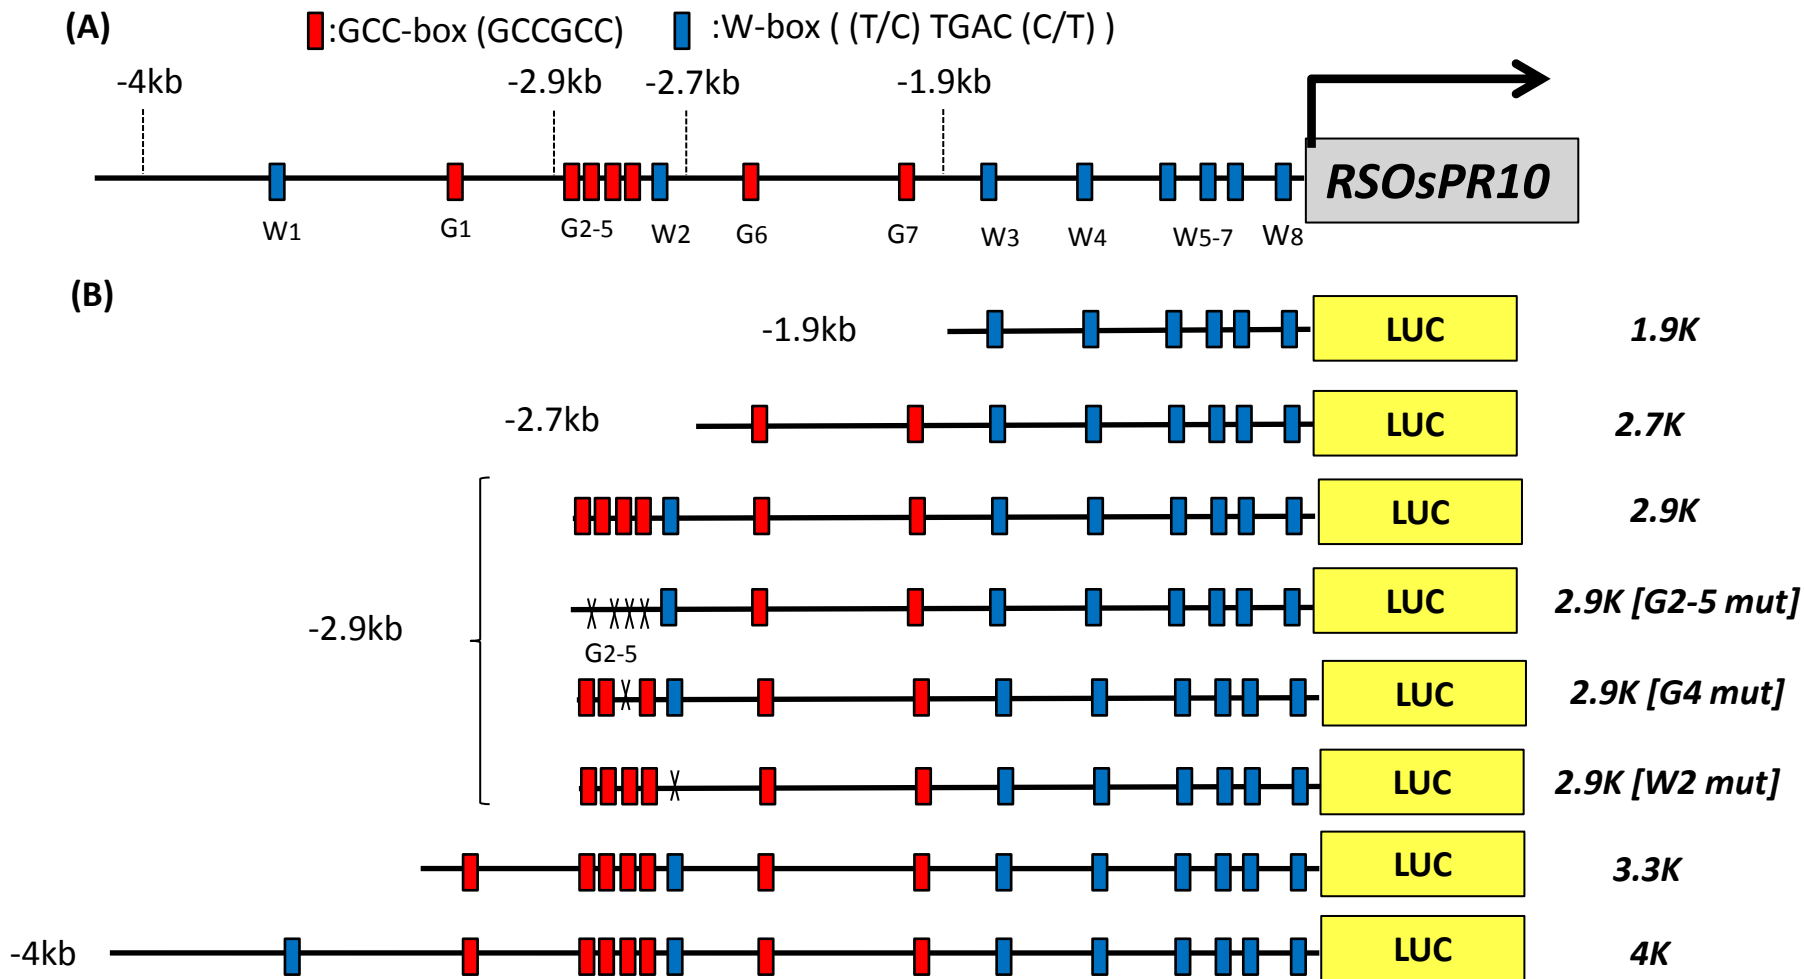 (A)
:GCC-box (GCCGCC) :W-box ( (T/C) TGAC (C/T) )
-4kb -2.9kb -2.7kb -1.9kb
RSOsPR10
W1 G1 G2-5 W2 G6 G7 W3 W4 W5-7 W8
(B)
-1.9kb LUC 1.9K
-2.7kb LUC 2.7K
LUC 2.9K
LUC 2.9K [G2-5 mut]
-2.9kb
G2-5
LUC 2.9K [G4 mut]
LUC 2.9K [W2 mut]
LUC 3.3K
-4kb LUC 4K